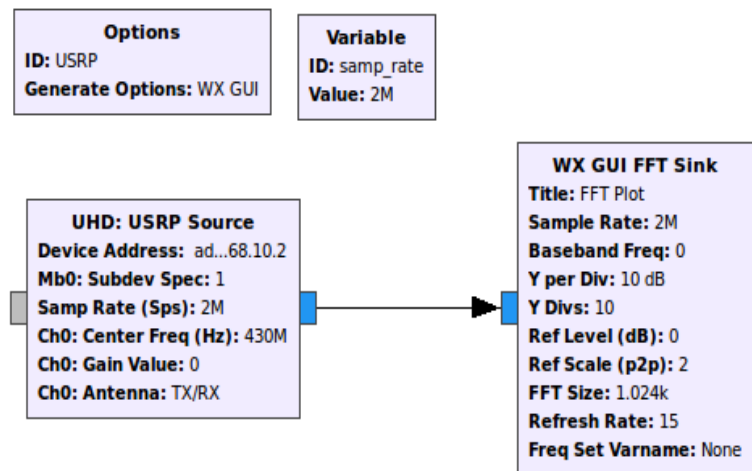 Options
ID: USRP
Generate Options: WX GUI
Variable
ID: samp_rate
Value: 2M
UHD: USRP Source
Device Address: ad...68.10.2
Mb0: Subdev Spec: 1
Samp Rate (Sps): 2M
Ch0: Center Freq (Hz): 430M
Ch0: Gain Value: 0
Ch0: Antenna: TX/RX
WX GUI FFT Sink
Title: FFT Plot
Sample Rate: 2M
Baseband Freq: 0
Y per Div: 10 dB
Y Divs: 10
Ref Level (dB): 0
Ref Scale (p2p): 2
FFT Size: 1.024k
Refresh Rate: 15
Freq Set Varname: None